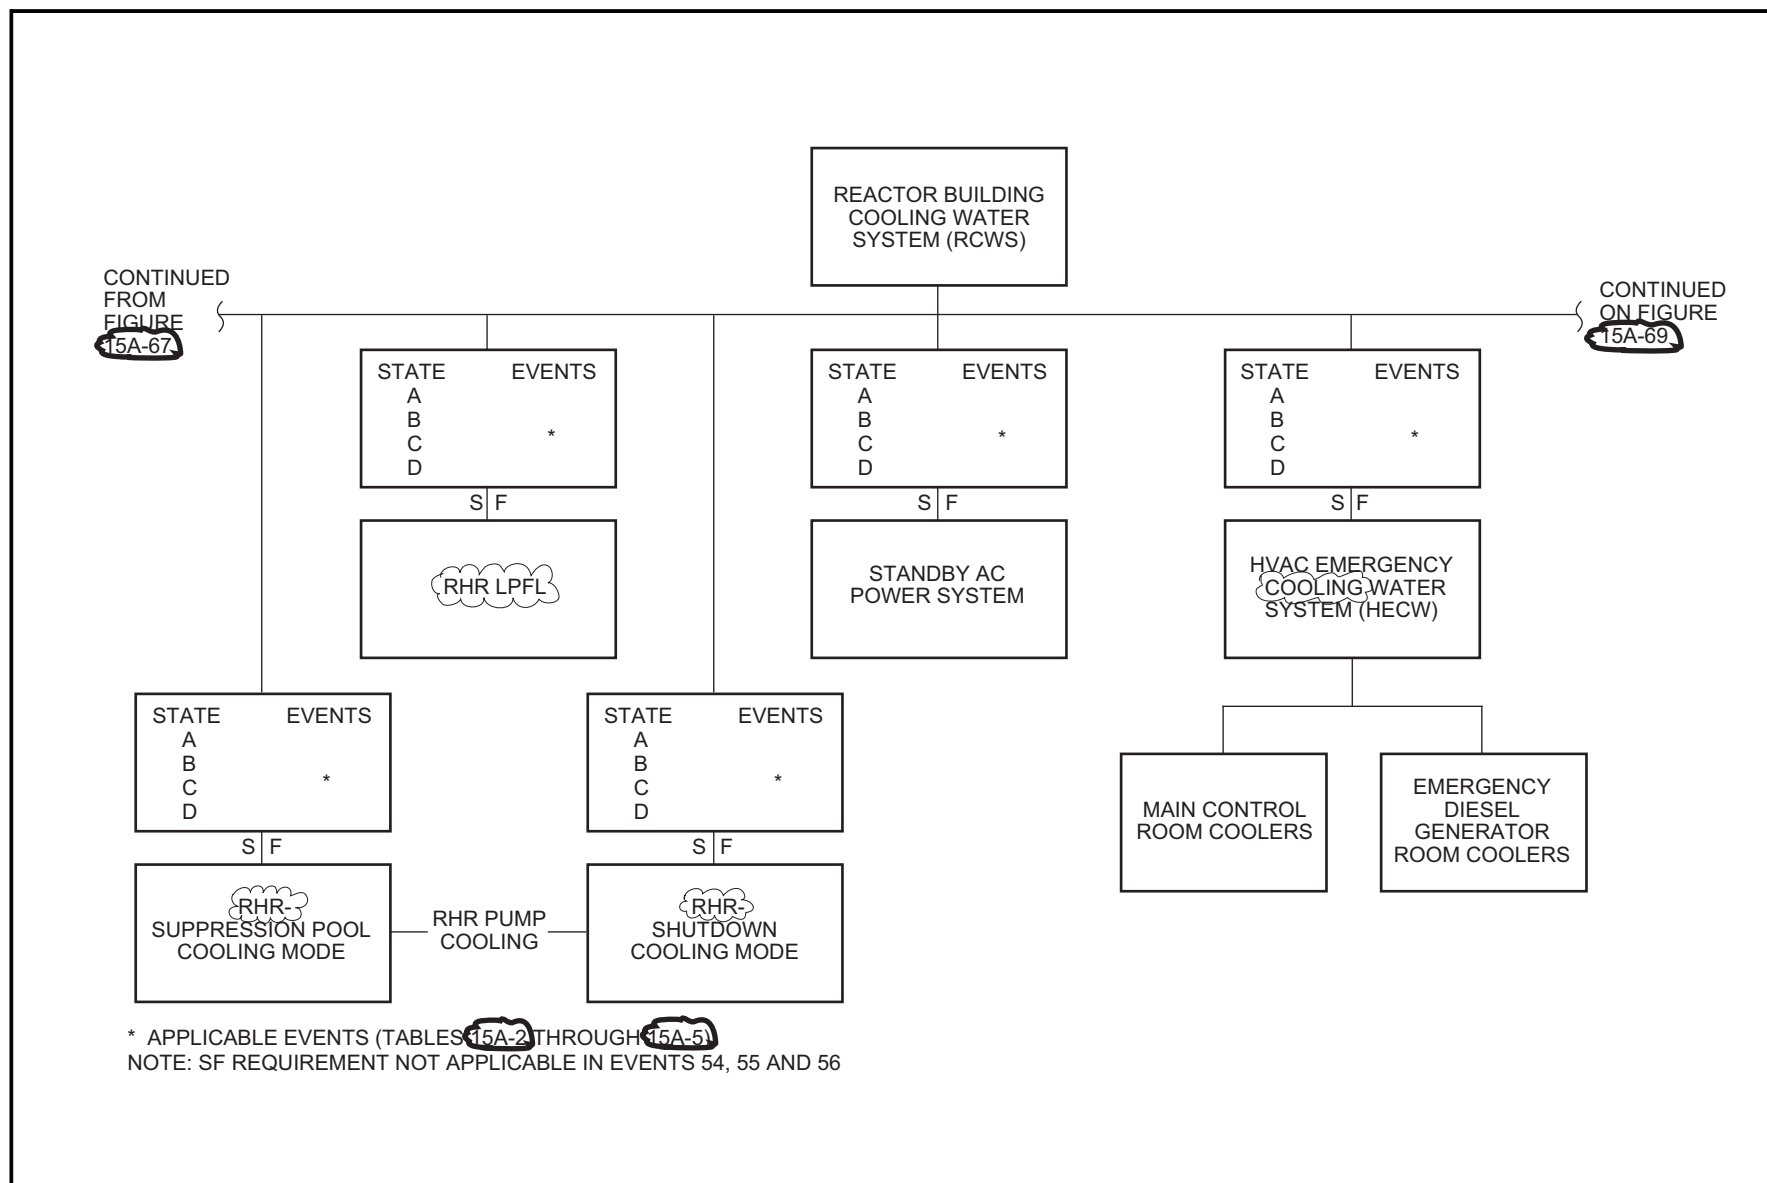 REACTOR BUILDING
COOLING WATER
SYSTEM (RCWS)
CONTINUED
FROM
FIGURE
15A-67
CONTINUED
ON FIGURE
15A-69
STATE EVENTS
A
B
C
D
*
S F
RHR LPFL
STATE EVENTS
A
B
C
D
*
S F
STANDBY AC
POWER SYSTEM
STATE EVENTS
A
B
C
D
*
S F
HVAC EMERGENCY
COOLING WATER
SYSTEM (HECW)
STATE EVENTS
A
B
C
D
*
S F
RHR-
SUPPRESSION POOL
COOLING MODE
RHR PUMP
COOLING
STATE EVENTS
A
B
C
D
*
S F
RHR-
SHUTDOWN
COOLING MODE
MAIN CONTROL
ROOM COOLERS
EMERGENCY
DIESEL
GENERATOR
ROOM COOLERS
* APPLICABLE EVENTS (TABLES 15A-2 THROUGH 15A-5)
NOTE: SF REQUIREMENT NOT APPLICABLE IN EVENTS 54, 55 AND 56